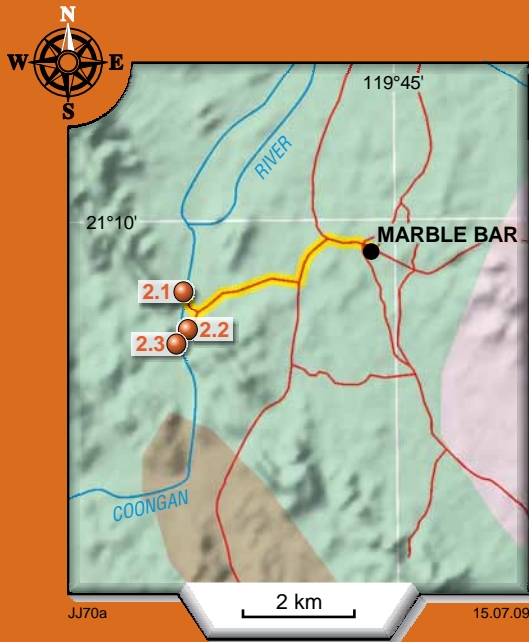 N
W E
S
119°45'
RIVER
21°10'
MARBLE BAR
2.1
2.2
2.3
COONGAN
2 km
JJ70a
15.07.09